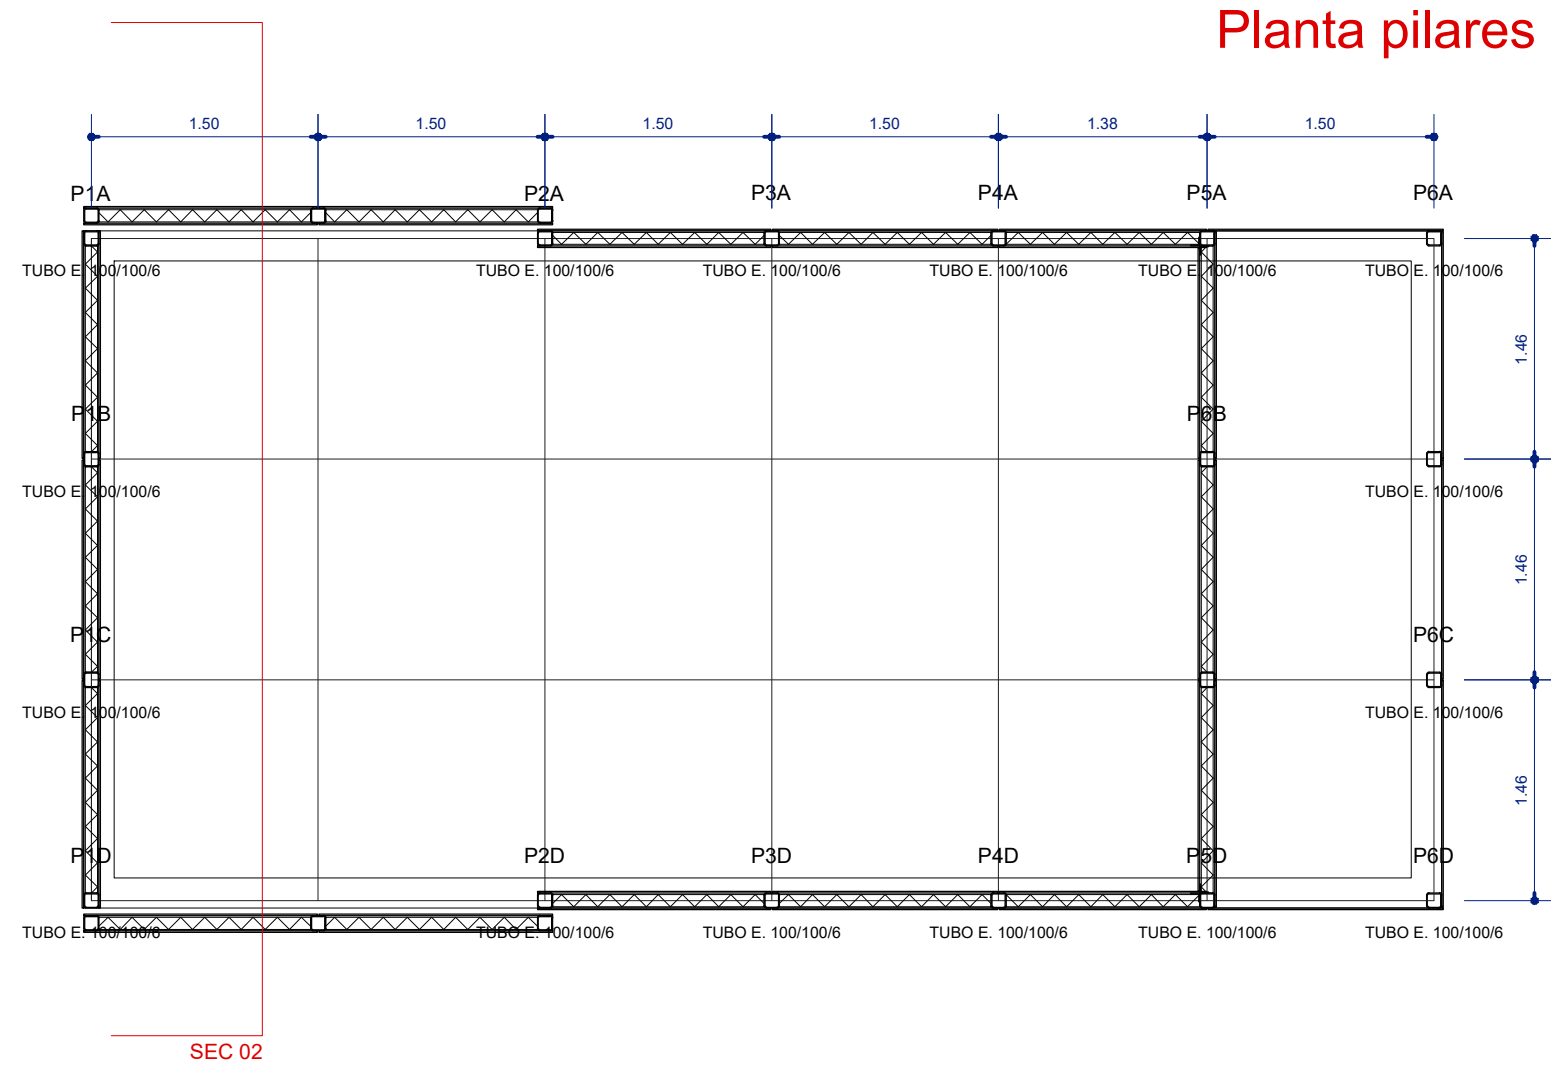 Planta pilares
1.50 1.50 1.50 1.50 1.38 1.50
P1A P2A P3A P4A P5A P6A
TUBO E. 100/100/6 TUBO E. 100/100/6 TUBO E. 100/100/6 TUBO E. 100/100/6 TUBO E. 100/100/6 TUBO E. 100/100/6
1.46
P1B P6B
TUBO E. 100/100/6 TUBO E. 100/100/6
1.46
P1C P6C
TUBO E. 100/100/6 TUBO E. 100/100/6
1.46
P1D P2D P3D P4D P5D P6D
TUBO E. 100/100/6 TUBO E. 100/100/6 TUBO E. 100/100/6 TUBO E. 100/100/6 TUBO E. 100/100/6 TUBO E. 100/100/6
SEC 02